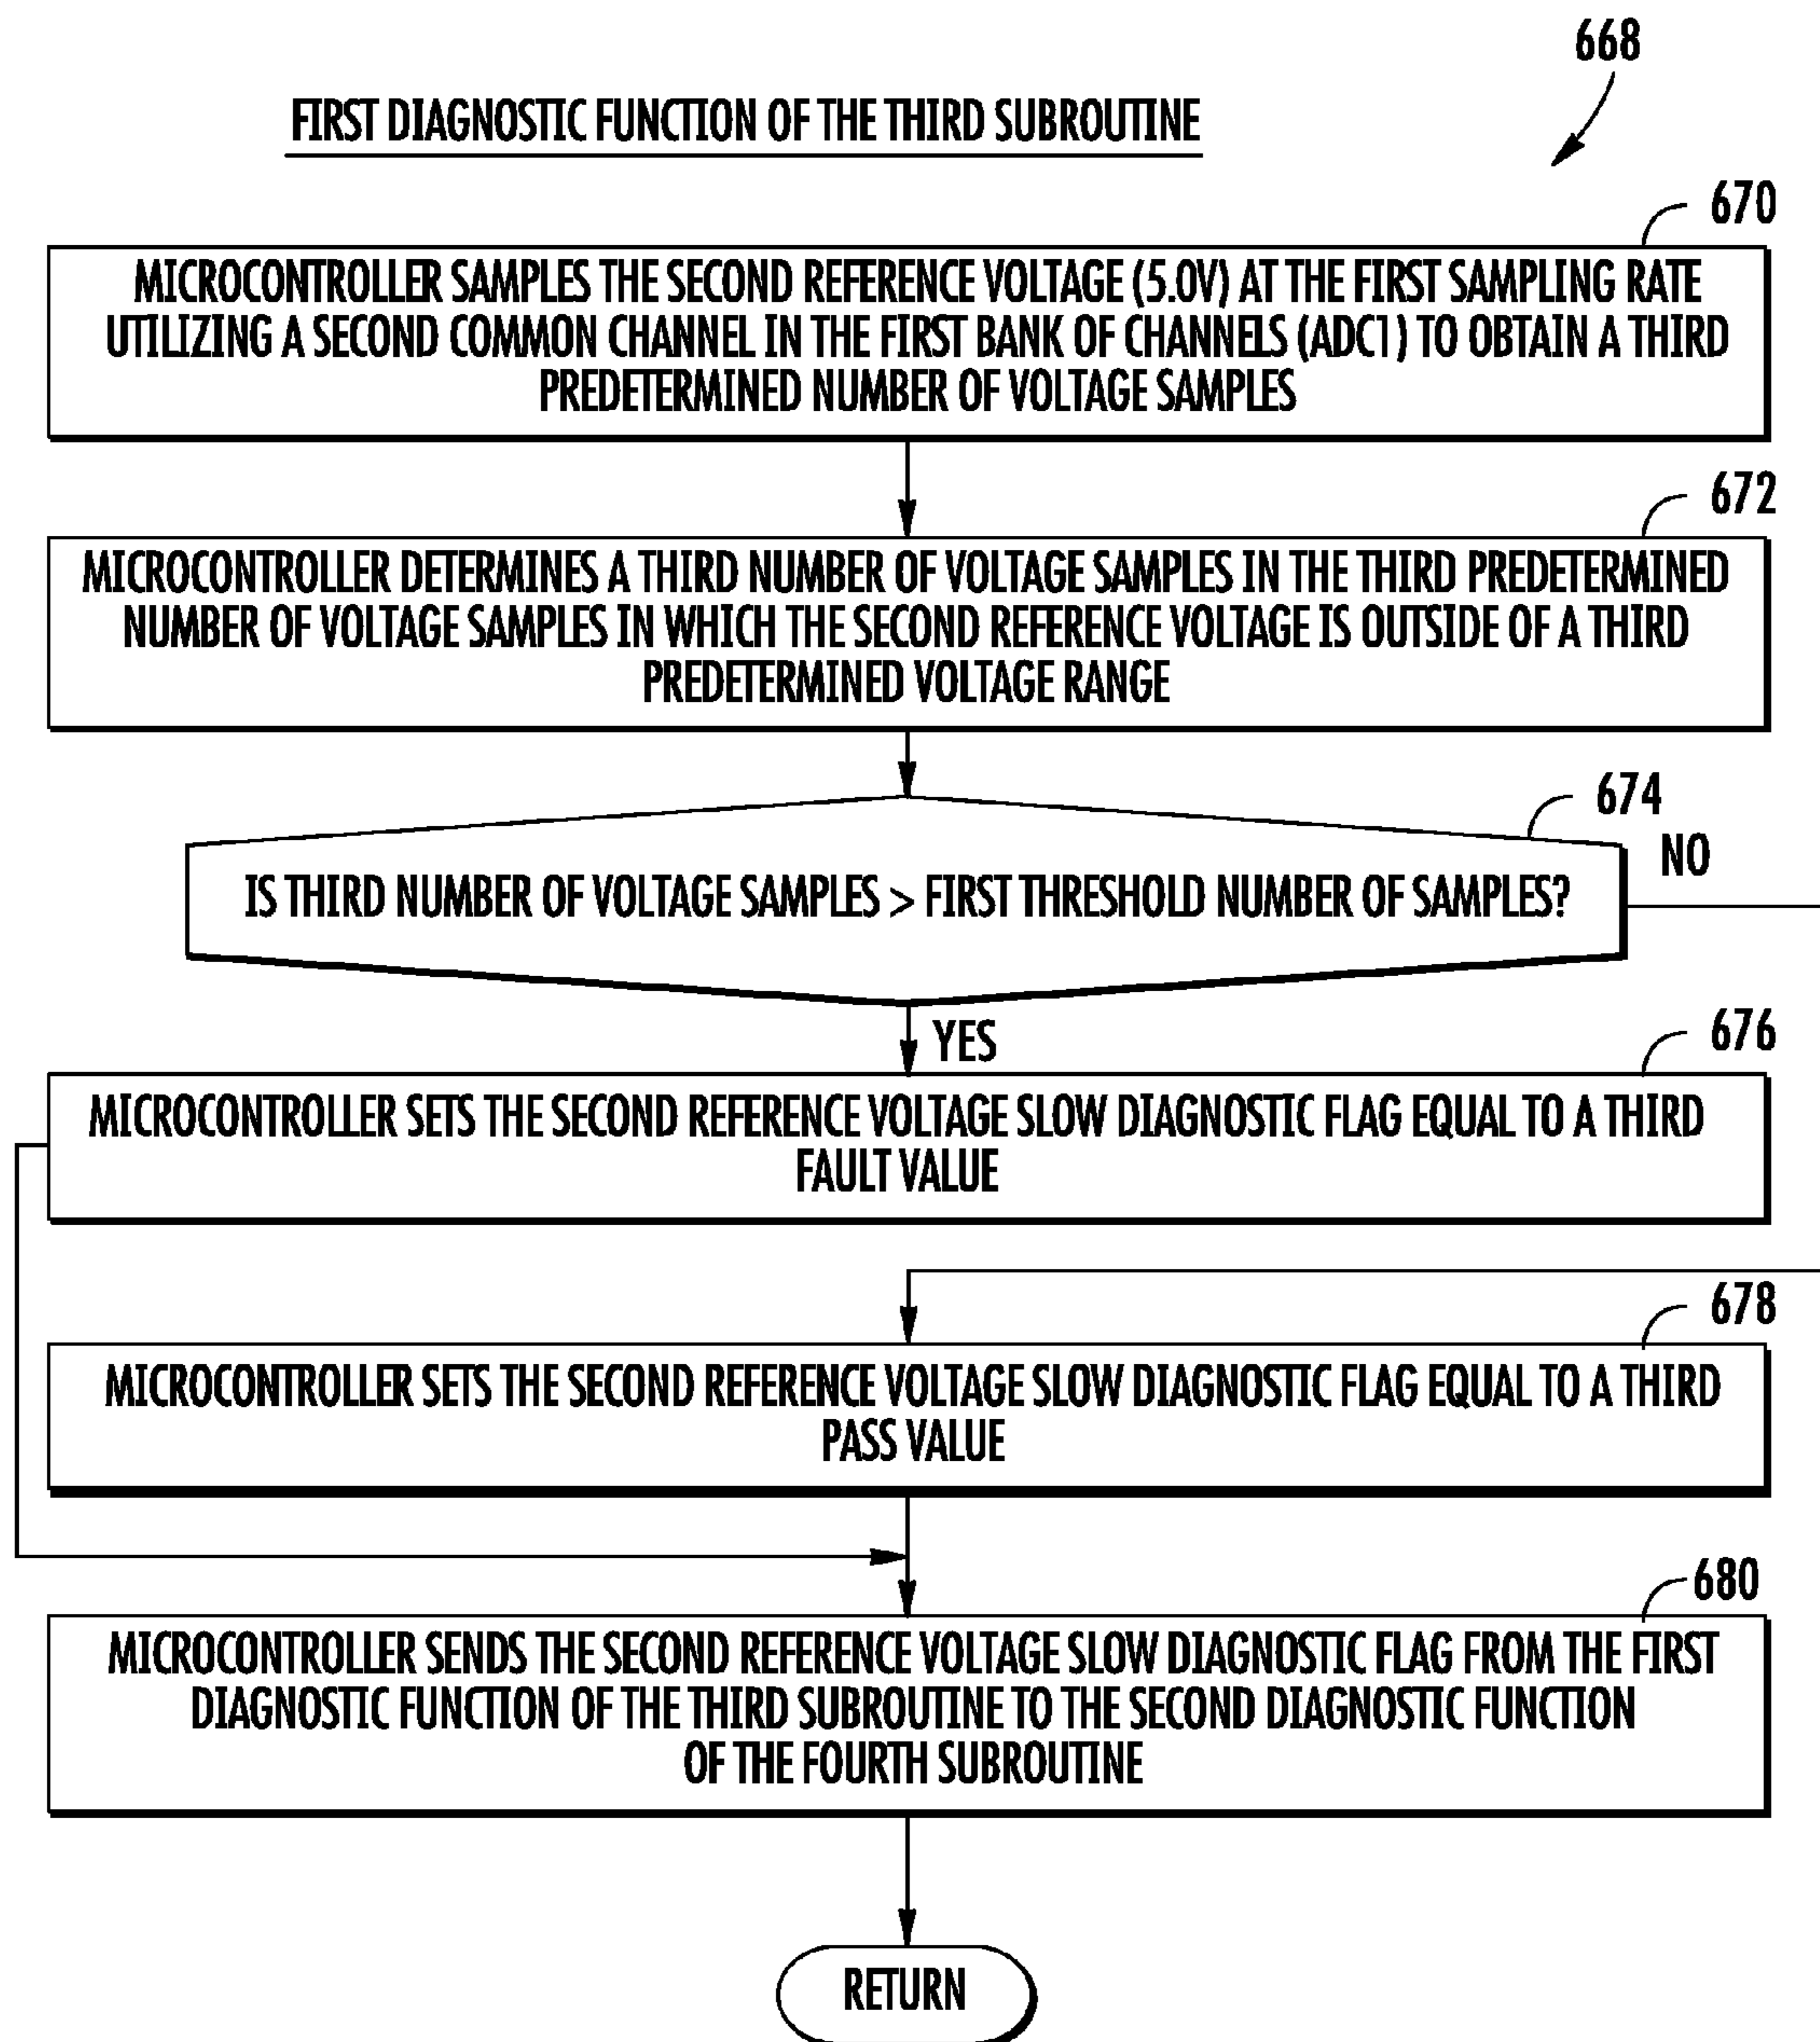 668
FIRST DIAGNOSTIC FUNCTION OF THE THIRD SUBROUTINE
670
MICROCONTROLLER SAMPLES THE SECOND REFERENCE VOLTAGE (5.0V) AT THE FIRST SAMPLING RATE
UTILIZING A SECOND COMMON CHANNEL IN THE FIRST BANK OF CHANNELS (ADC1) TO OBTAIN A THIRD
PREDETERMINED NUMBER OF VOLTAGE SAMPLES
672
MICROCONTROLLER DETERMINES A THIRD NUMBER OF VOLTAGE SAMPLES IN THE THIRD PREDETERMINED
NUMBER OF VOLTAGE SAMPLES IN WHICH THE SECOND REFERENCE VOLTAGE IS OUTSIDE OF A THIRD
PREDETERMINED VOLTAGE RANGE
674
NO
IS THIRD NUMBER OF VOLTAGE SAMPLES > FIRST THRESHOLD NUMBER OF SAMPLES?
YES
676
MICROCONTROLLER SETS THE SECOND REFERENCE VOLTAGE SLOW DIAGNOSTIC FLAG EQUAL TO A THIRD
FAULT VALUE
678
MICROCONTROLLER SETS THE SECOND REFERENCE VOLTAGE SLOW DIAGNOSTIC FLAG EQUAL TO A THIRD
PASS VALUE
680
MICROCONTROLLER SENDS THE SECOND REFERENCE VOLTAGE SLOW DIAGNOSTIC FLAG FROM THE FIRST
DIAGNOSTIC FUNCTION OF THE THIRD SUBROUTINE TO THE SECOND DIAGNOSTIC FUNCTION
OF THE FOURTH SUBROUTINE
RETURN